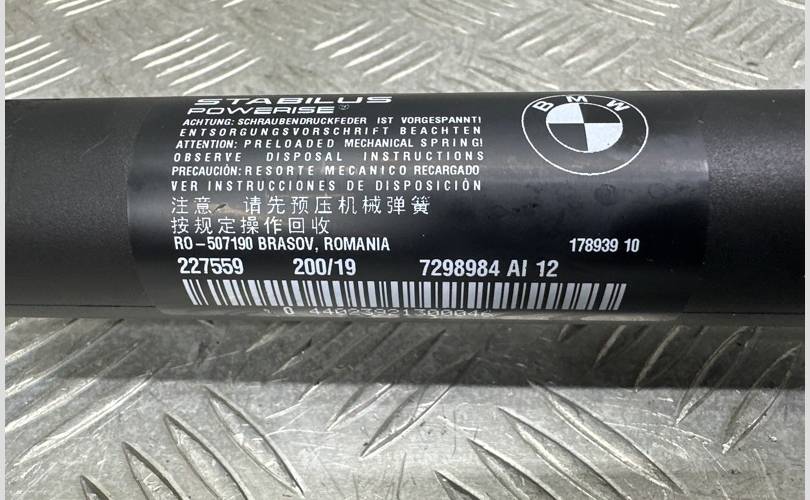 STABILUS
POWERISE
BMW
ACHTUNG: SCHRAUBENDRUCKFEDER IST VORGESPANNT!
ENTSORGUNGSVORSCHRIFT BEACHTEN
ATTENTION: PRELOADED MECHANICAL SPRING!
OBSERVE DISPOSAL INSTRUCTIONS
PRECAUCIÓN: RESORTE MECANICO RECARGADO
VER INSTRUCCIONES DE DISPOSICIÓN
注意 请先预压机械弹簧
按规定操作回收
RO-507190 BRASOV, ROMANIA 178939 10
227559 200/19 7298984 AI 12